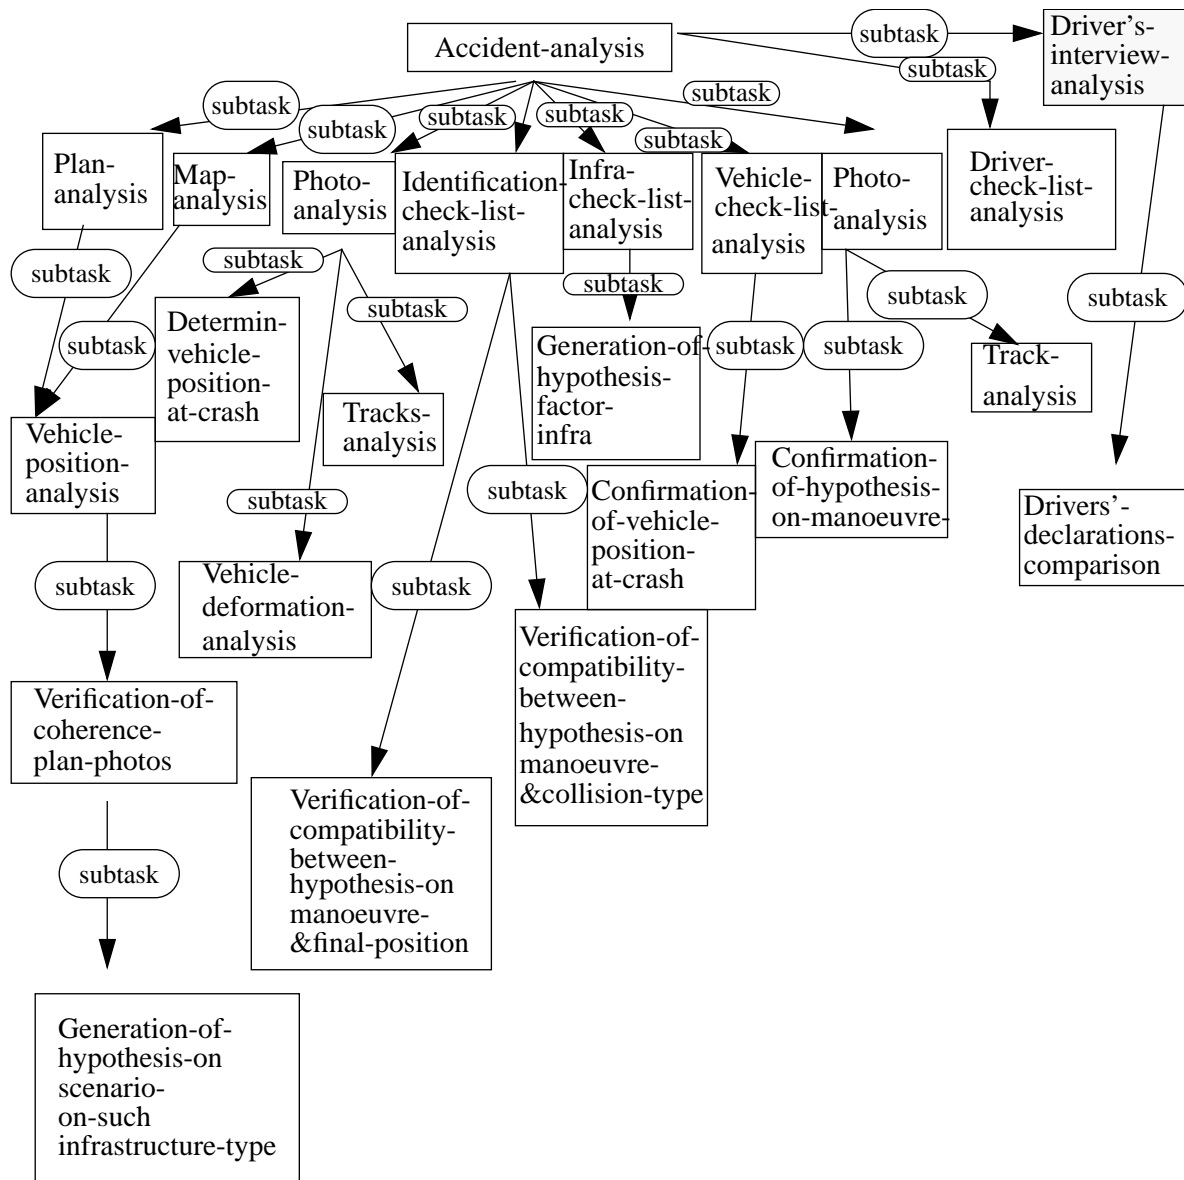 Accident-analysis
subtask
Driver's-
interview-
analysis
subtask
subtask
subtask
subtask
subtask
subtask
subtask
subtask
Plan-
analysis
Map-
analysis
Photo-
analysis
Identification-
check-list-
analysis
Infra-
check-list-
analysis
Vehicle-
check-list-
analysis
Photo-
analysis
Driver-
check-list-
analysis
subtask
subtask
subtask
subtask
subtask
subtask
subtask
subtask
subtask
Determin-
vehicle-
position-
at-crash
Tracks-
analysis
Generation-of-
hypothesis-
factor-
infra
Track-
analysis
Vehicle-
position-
analysis
subtask
subtask
Confirmation-
of-vehicle-
position-
at-crash
Confirmation-
of-hypothesis-
on-manoeuvre-
Drivers’-
declarations-
comparison
subtask
Vehicle-
deformation-
analysis
subtask
Verification-of-
compatibility-
between-
hypothesis-on
manoeuvre-
&collision-type
Verification-of-
coherence-
plan-photos
Verification-of-
compatibility-
between-
hypothesis-on
manoeuvre-
&final-position
subtask
Generation-of-
hypothesis-on
scenario-
on-such
infrastructure-type